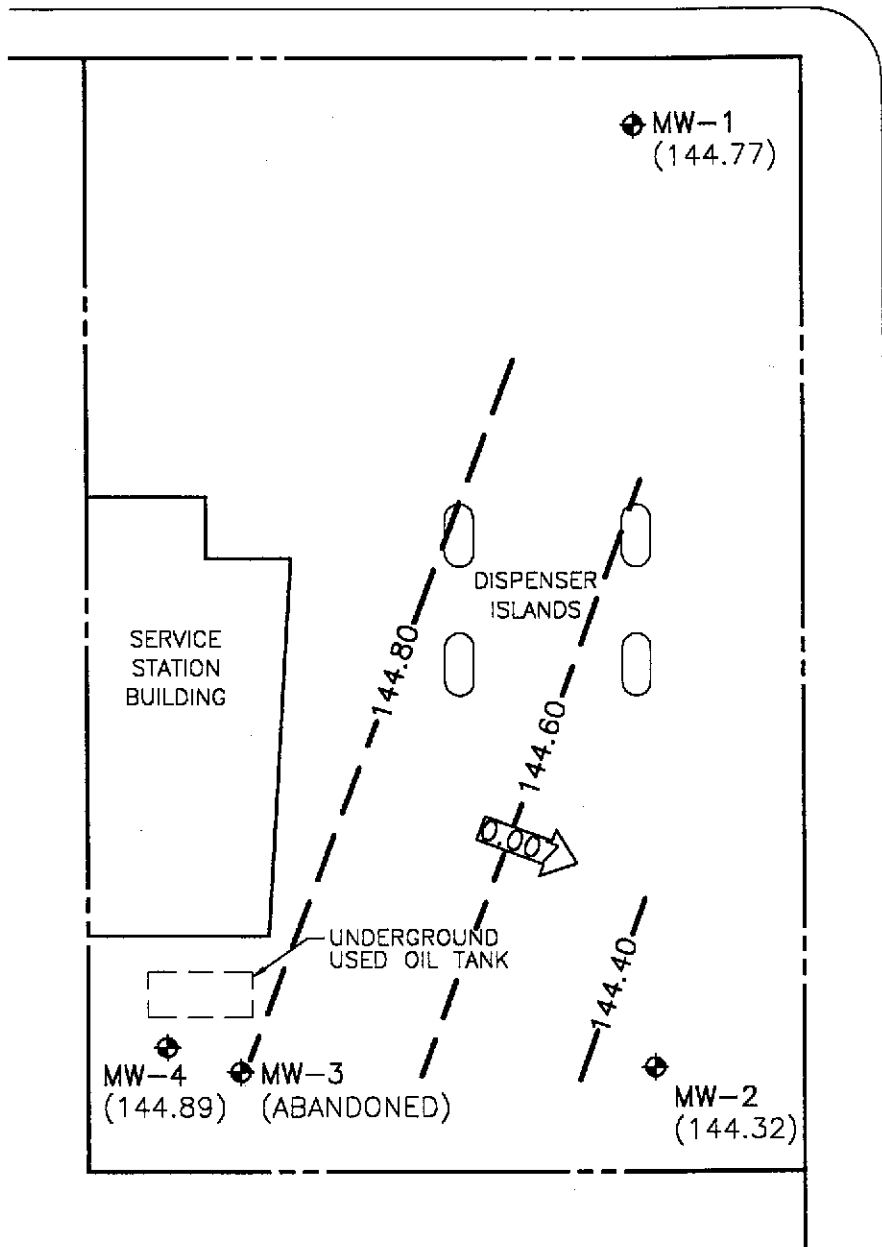 MW-1
(144.77)
DISPENSER
ISLANDS
SERVICE
STATION
BUILDING
144.80
144.60
0.007
UNDERGROUND
USED OIL TANK
144.40
MW-4
(144.89)
MW-3
(ABANDONED)
MW-2
(144.32)